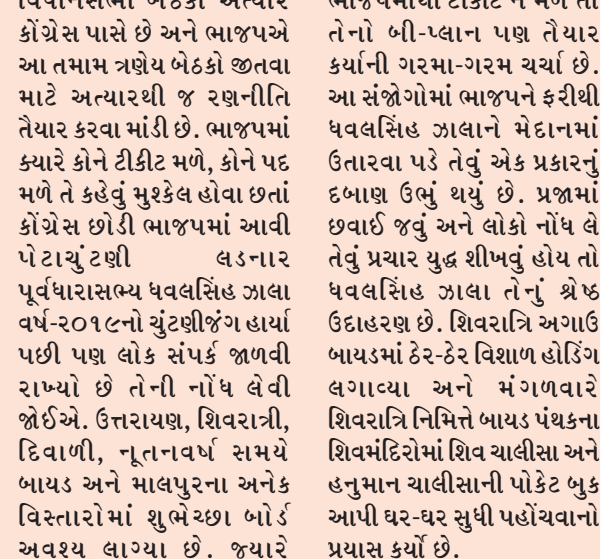 વિધાનસભા બેઠકો અત્યારે
કોંગ્રેસ પાસે છે અને ભાજપએ
આ તમામ ત્રણેય બેઠકો જીતવા
માટે અત્યારથી જ રણનીતિ
તૈયાર કરવા માંડી છે. ભાજપમાં
ક્યારે કોને ટીકીટ મળે, કોને પદ
મળે તે કહેવું મુશ્કેલ હોવા છતાં
કોંગ્રેસ છોડી ભાજપમાં આવી
પેટાચુંટણી લડનાર
પૂર્વધારાસભ્ય ધવલસિંહ ઝાલા
વર્ષ-૨૦૧૯નો ચુંટણીજંગ હાર્યા
પછી પણ લોક સંપર્ક જાળવી
રાખ્યો છે તેની નોંધ લેવી
જોઈએ. ઉત્તરાયણ, શિવરાત્રી,
દિવાળી, નૂતનવર્ષા સમયે
બાયડ અને માલપુરના અનેક
વિસ્તારોમાં શુભેચ્છા બોર્ડ
અવશ્ય લાગ્યા છે. જયારે
ભાજપમાંથી ટીકીટ ન મળે તો
તેનો બી-પ્લાન પણ તૈયાર
કર્યાની ગરમા-ગરમ ચર્ચા છે.
આ સંજોગોમાં ભાજપને ફરીથી
ધવલસિંહ ઝાલાને મેદાનમાં
ઉતારવા પડે તેવું એક પ્રકારનું
દબાણ ઉભું થયું છે. પ્રજામાં
છવાઈ જવું અને લોકો નોંધ લે
તેવું પ્રચાર યુદ્ધ શીખવું હોય તો
ધવલસિંહ ઝાલા તેનું શ્રેષ્ઠ
ઉદાહરણ છે. શિવરાત્રિ અગાઉ
બાયડમાં ઠેર-ઠેર વિશાળ હોડિંગ
લગાવ્યા અને મંગળવારે
શિવરાત્રિ નિમિત્તે બાયડ પંથકના
શિવમંદિરોમાં શિવ ચાલીસા અને
હનુમાન ચાલીસાની પોકેટ બુક
આપી ઘર-ઘર સુધી પહોંચવાનો
પ્રયાસ કર્યો છે.